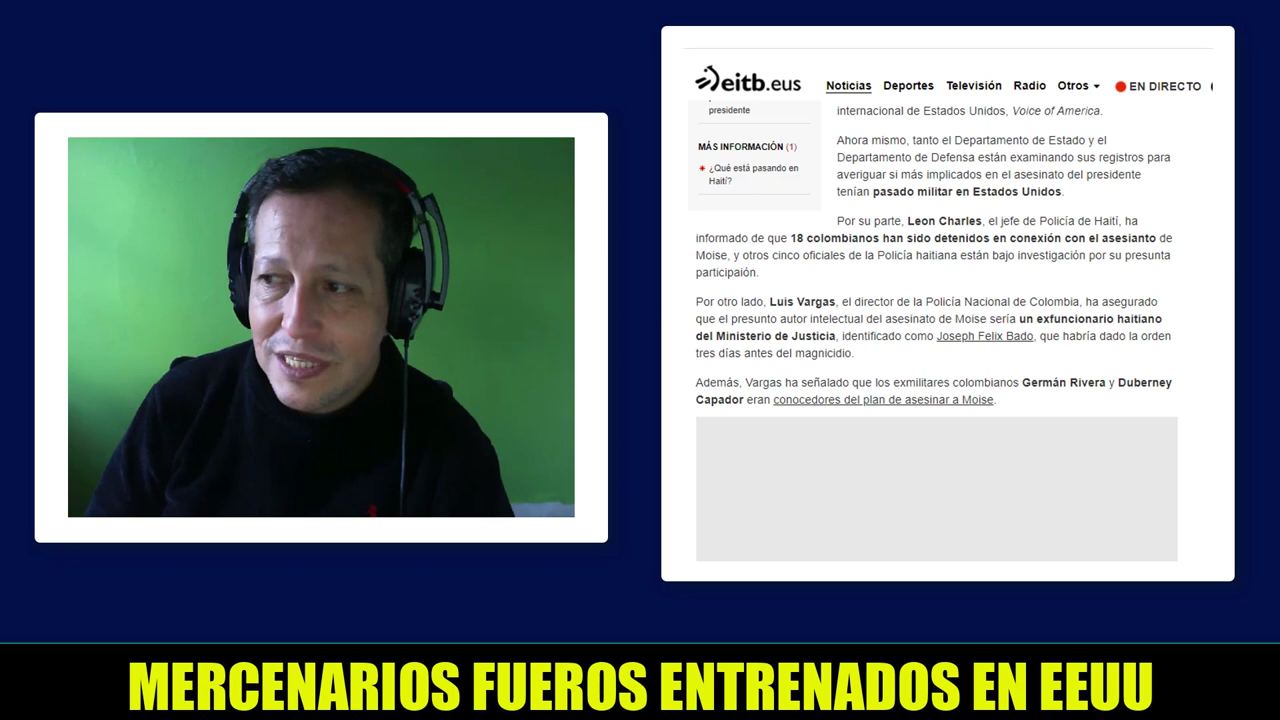 eitb.eus
Noticias Deportes Televisión Radio Otros EN DIRECTO
presidente
MÁS INFORMACIÓN (1)
¿Qué está pasando en
Haití?
internacional de Estados Unidos, Voice of America.
Ahora mismo, tanto el Departamento de Estado y el
Departamento de Defensa están examinando sus registros para
averiguar si más implicados en el asesinato del presidente
tenían pasado militar en Estados Unidos.
Por su parte, Leon Charles, el jefe de Policía de Haití, ha
informado de que 18 colombianos han sido detenidos en conexión con el asesianto de
Moise, y otros cinco oficiales de la Policía haitiana están bajo investigación por su presunta
participaión.
Por otro lado, Luis Vargas, el director de la Policía Nacional de Colombia, ha asegurado
que el presunto autor intelectual del asesinato de Moise sería un exfuncionario haitiano
del Ministerio de Justicia, identificado como Joseph Felix Bado, que habría dado la orden
tres días antes del magnicidio.
Además, Vargas ha señalado que los exmilitares colombianos Germán Rivera y Duberney
Capador eran conocedores del plan de asesinar a Moise.
MERCENARIOS FUEROS ENTRENADOS EN EEUU